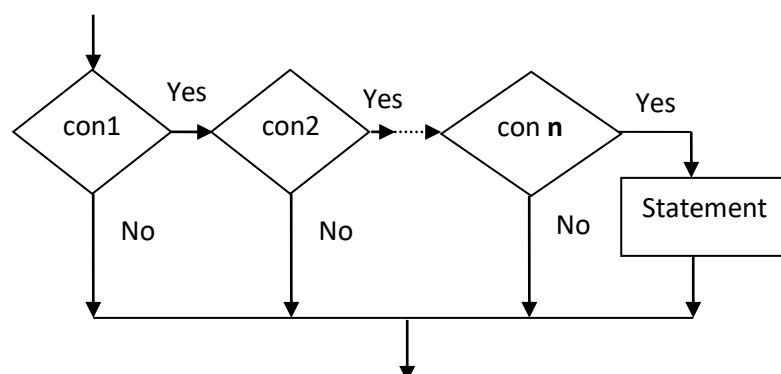 Yes
Yes
Yes
con1
con2
con n
Statement
No
No
No